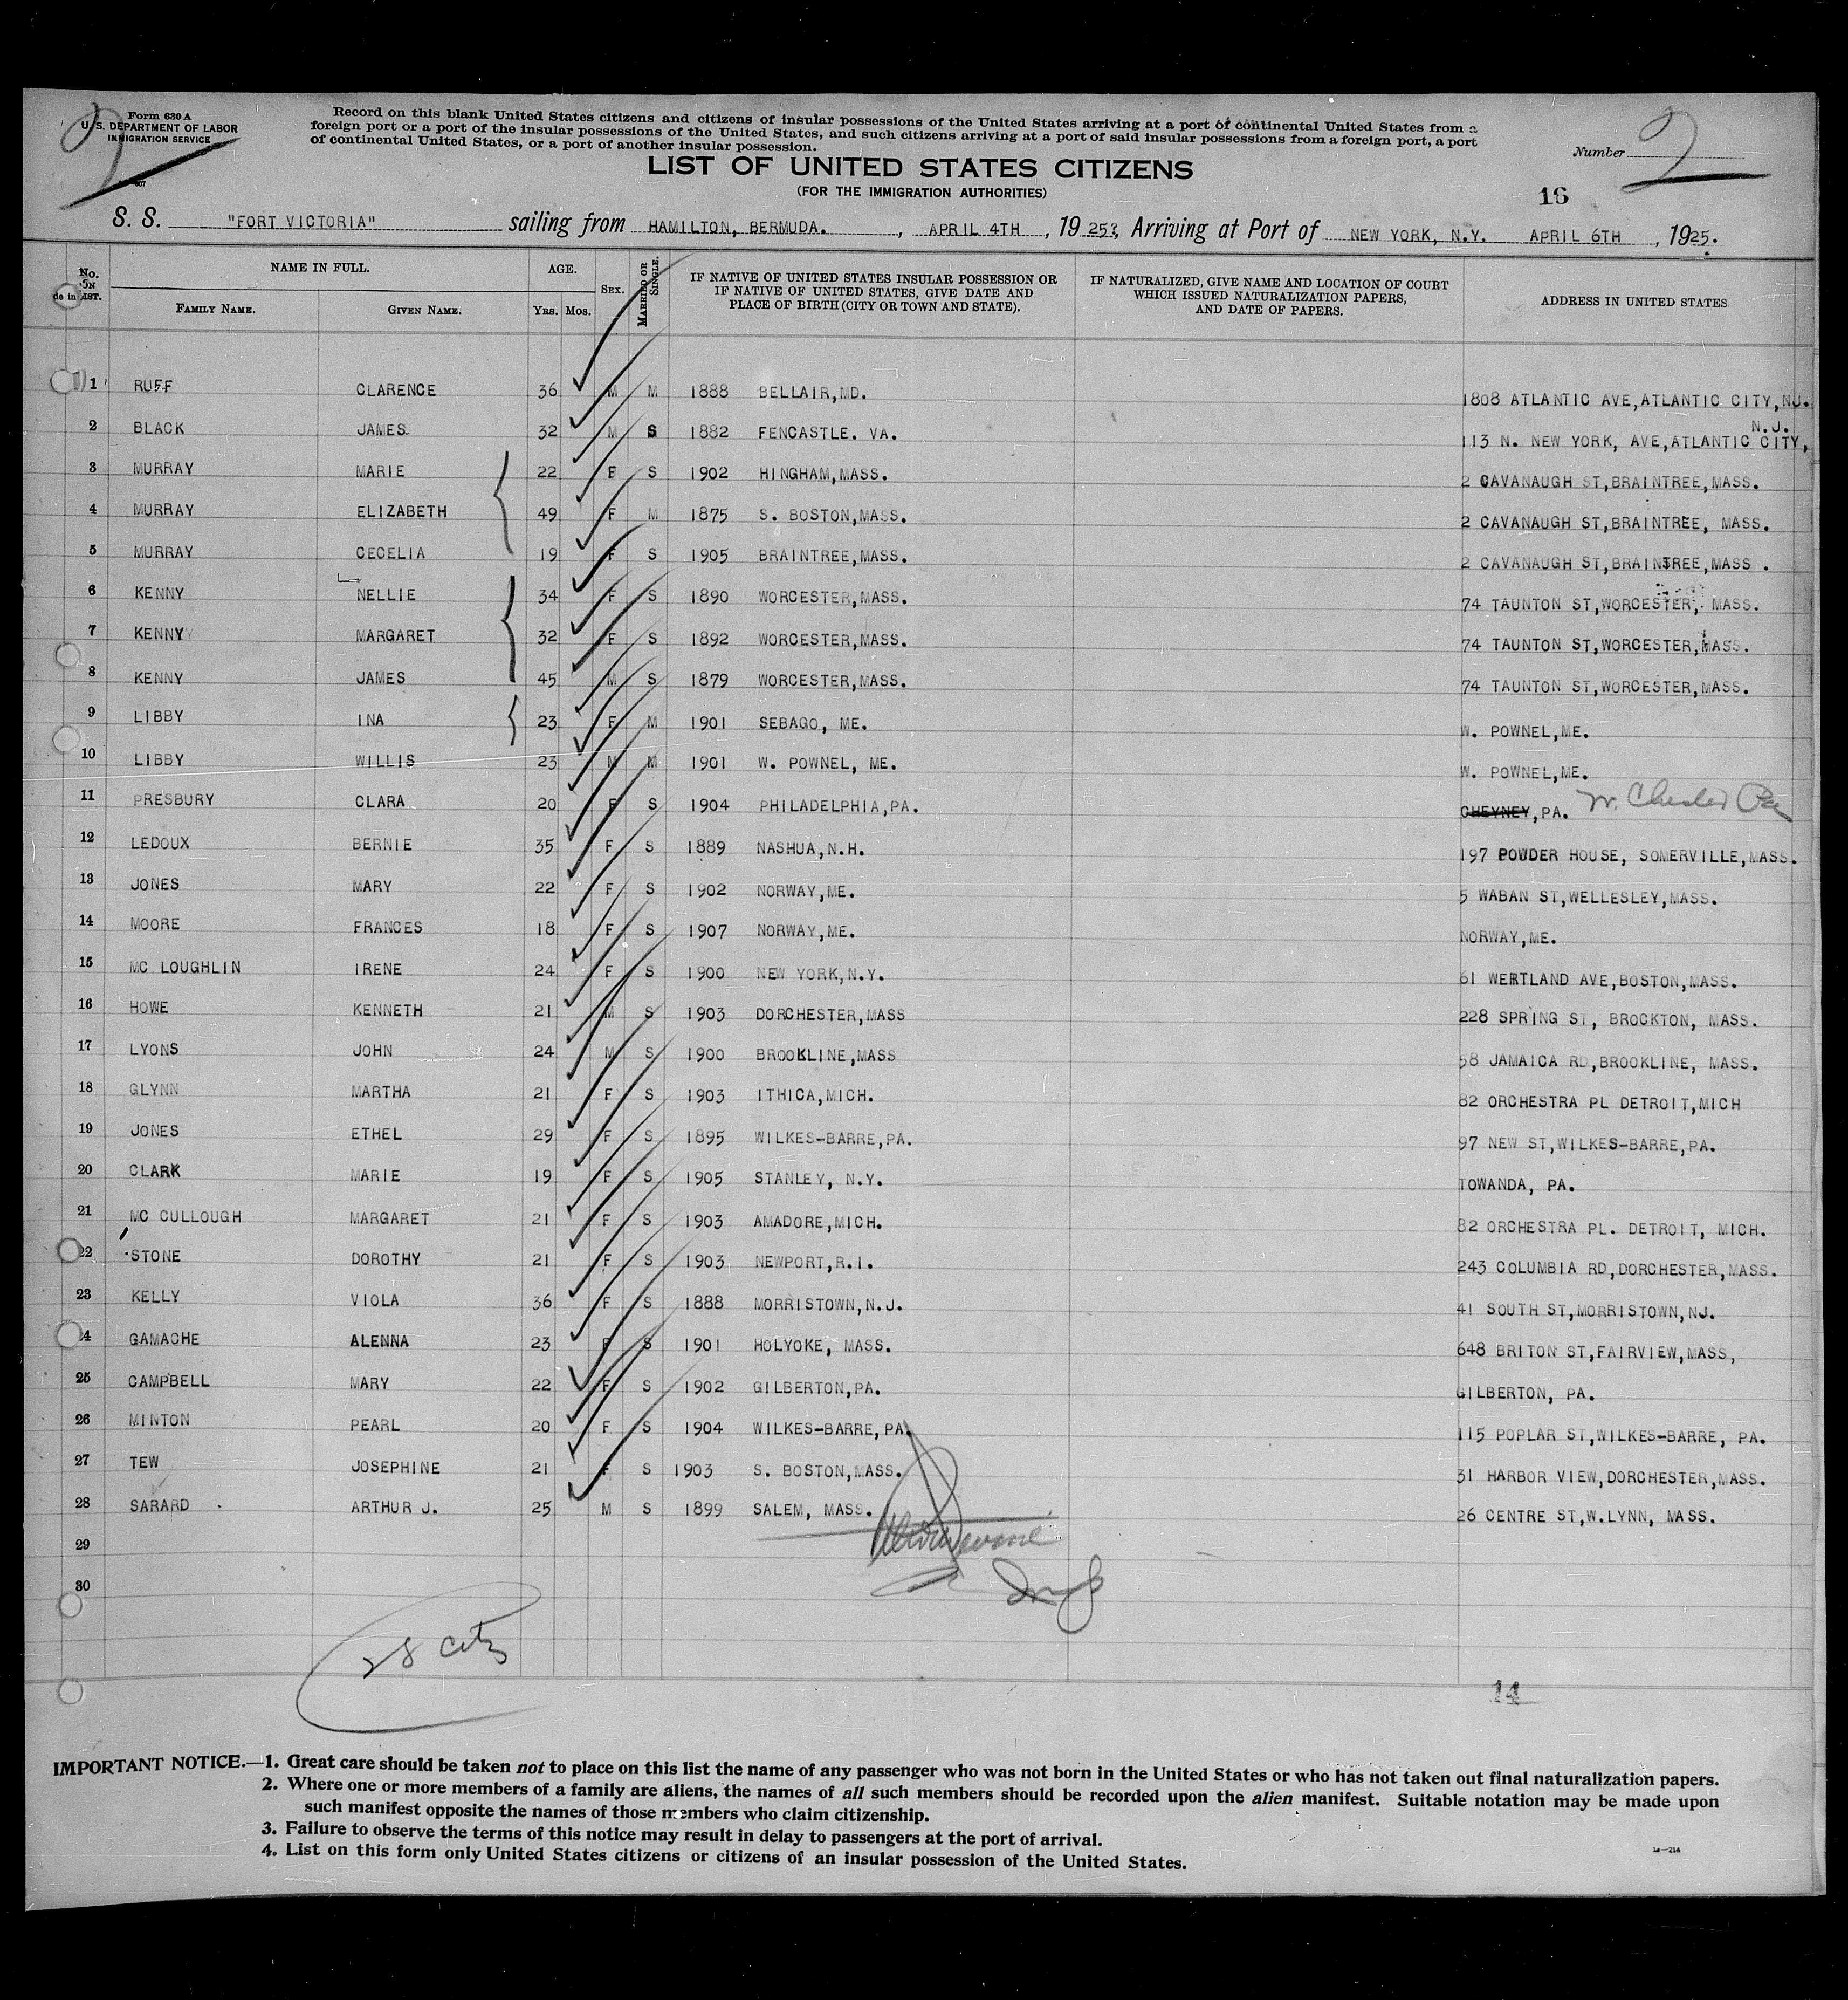 Form 630 A
U. S. DEPARTMENT OF LABOR
IMMIGRATION SERVICE
2
Record on this blank United States citizens and citizens of insular possessions of the United States arriving at a port of continental United States from a
foreign port or a port of the insular possessions of the United States, and such citizens arriving at a port of said insular possessions from a foreign port, a port
of continental United States, or a port of another insular possession.
Number 2
LIST OF UNITED STATES CITIZENS
(FOR THE IMMIGRATION AUTHORITIES)
16
S. S. "FORT VICTORIA" sailing from HAMILTON, BERMUDA. , APRIL 4TH , 1925, Arriving at Port of NEW YORK, N.Y. APRIL 6TH , 1925.
No. ON LIST. NAME IN FULL. FAMILY NAME. GIVEN NAME. AGE. YRS. MOS. SEX. MARRIED OR SINGLE. IF NATIVE OF UNITED STATES INSULAR POSSESSION OR IF NATIVE OF UNITED STATES, GIVE DATE AND PLACE OF BIRTH (CITY OR TOWN AND STATE). IF NATURALIZED, GIVE NAME AND LOCATION OF COURT WHICH ISSUED NATURALIZATION PAPERS, AND DATE OF PAPERS. ADDRESS IN UNITED STATES
1 RUFF CLARENCE 36 M M 1888 BELLAIR,MD. 1808 ATLANTIC AVE,ATLANTIC CITY,NJ.
2 BLACK JAMES 32 M S 1882 FENCASTLE. VA. 113 N. NEW YORK, AVE,ATLANTIC CITY, N.J.
3 MURRAY MARIE 22 F S 1902 HINGHAM,MASS. 2 CAVANAUGH ST,BRAINTREE,MASS.
4 MURRAY ELIZABETH 49 F M 1875 S. BOSTON,MASS. 2 CAVANAUGH ST,BRAINTREE, MASS.
5 MURRAY CECELIA 19 F S 1905 BRAINTREE,MASS. 2 CAVANAUGH ST,BRAINTREE,MASS .
6 KENNY NELLIE 34 F S 1890 WORCESTER,MASS. 74 TAUNTON ST,WORCESTER, MASS.
7 KENNY MARGARET 32 F S 1892 WORCESTER,MASS. 74 TAUNTON ST,WORCESTER,MASS.
8 KENNY JAMES 45 M S 1879 WORCESTER,MASS. 74 TAUNTON ST,WORCESTER,MASS.
9 LIBBY INA 23 F M 1901 SEBAGO, ME. W. POWNEL,ME.
10 LIBBY WILLIS 23 M M 1901 W. POWNEL, ME. W. POWNEL,ME.
11 PRESBURY CLARA 20 F S 1904 PHILADELPHIA,PA. CHEYNEY,PA. W. Chester Pa
12 LEDOUX BERNIE 35 F S 1889 NASHUA,N.H. 197 POWDER HOUSE, SOMERVILLE,MASS.
13 JONES MARY 22 F S 1902 NORWAY,ME. 5 WABAN ST,WELLESLEY,MASS.
14 MOORE FRANCES 18 F S 1907 NORWAY,ME. NORWAY,ME.
15 MC LOUGHLIN IRENE 24 F S 1900 NEW YORK,N.Y. 61 WERTLAND AVE,BOSTON,MASS.
16 HOWE KENNETH 21 M S 1903 DORCHESTER,MASS 228 SPRING ST, BROCKTON, MASS.
17 LYONS JOHN 24 M S 1900 BROOKLINE,MASS 58 JAMAICA RD,BROOKLINE, MASS.
18 GLYNN MARTHA 21 F S 1903 ITHICA,MICH. 82 ORCHESTRA PL DETROIT,MICH
19 JONES ETHEL 29 F S 1895 WILKES-BARRE,PA. 97 NEW ST,WILKES-BARRE,PA.
20 CLARK MARIE 19 F S 1905 STANLEY, N.Y. TOWANDA, PA.
21 MC CULLOUGH MARGARET 21 F S 1903 AMADORE,MICH. 82 ORCHESTRA PL. DETROIT, MICH.
22 STONE DOROTHY 21 F S 1903 NEWPORT,R.I. 243 COLUMBIA RD,DORCHESTER,MASS.
23 KELLY VIOLA 36 F S 1888 MORRISTOWN,N.J. 41 SOUTH ST,MORRISTOWN,NJ.
24 GAMACHE ALENNA 23 F S 1901 HOLYOKE, MASS. 648 BRITON ST,FAIRVIEW,MASS,
25 CAMPBELL MARY 22 F S 1902 GILBERTON,PA. GILBERTON, PA.
26 MINTON PEARL 20 F S 1904 WILKES-BARRE,PA. 115 POPLAR ST,WILKES-BARRE, PA.
27 TEW JOSEPHINE 21 F S 1903 S. BOSTON,MASS. 31 HARBOR VIEW,DORCHESTER,MASS.
28 SARARD ARTHUR J. 25 M S 1899 SALEM, MASS. 26 CENTRE ST,W.LYNN, MASS.
29
30
28 citz
14
IMPORTANT NOTICE.—1. Great care should be taken not to place on this list the name of any passenger who was not born in the United States or who has not taken out final naturalization papers.
2. Where one or more members of a family are aliens, the names of all such members should be recorded upon the alien manifest. Suitable notation may be made upon
such manifest opposite the names of those members who claim citizenship.
3. Failure to observe the terms of this notice may result in delay to passengers at the port of arrival.
4. List on this form only United States citizens or citizens of an insular possession of the United States.
14—214